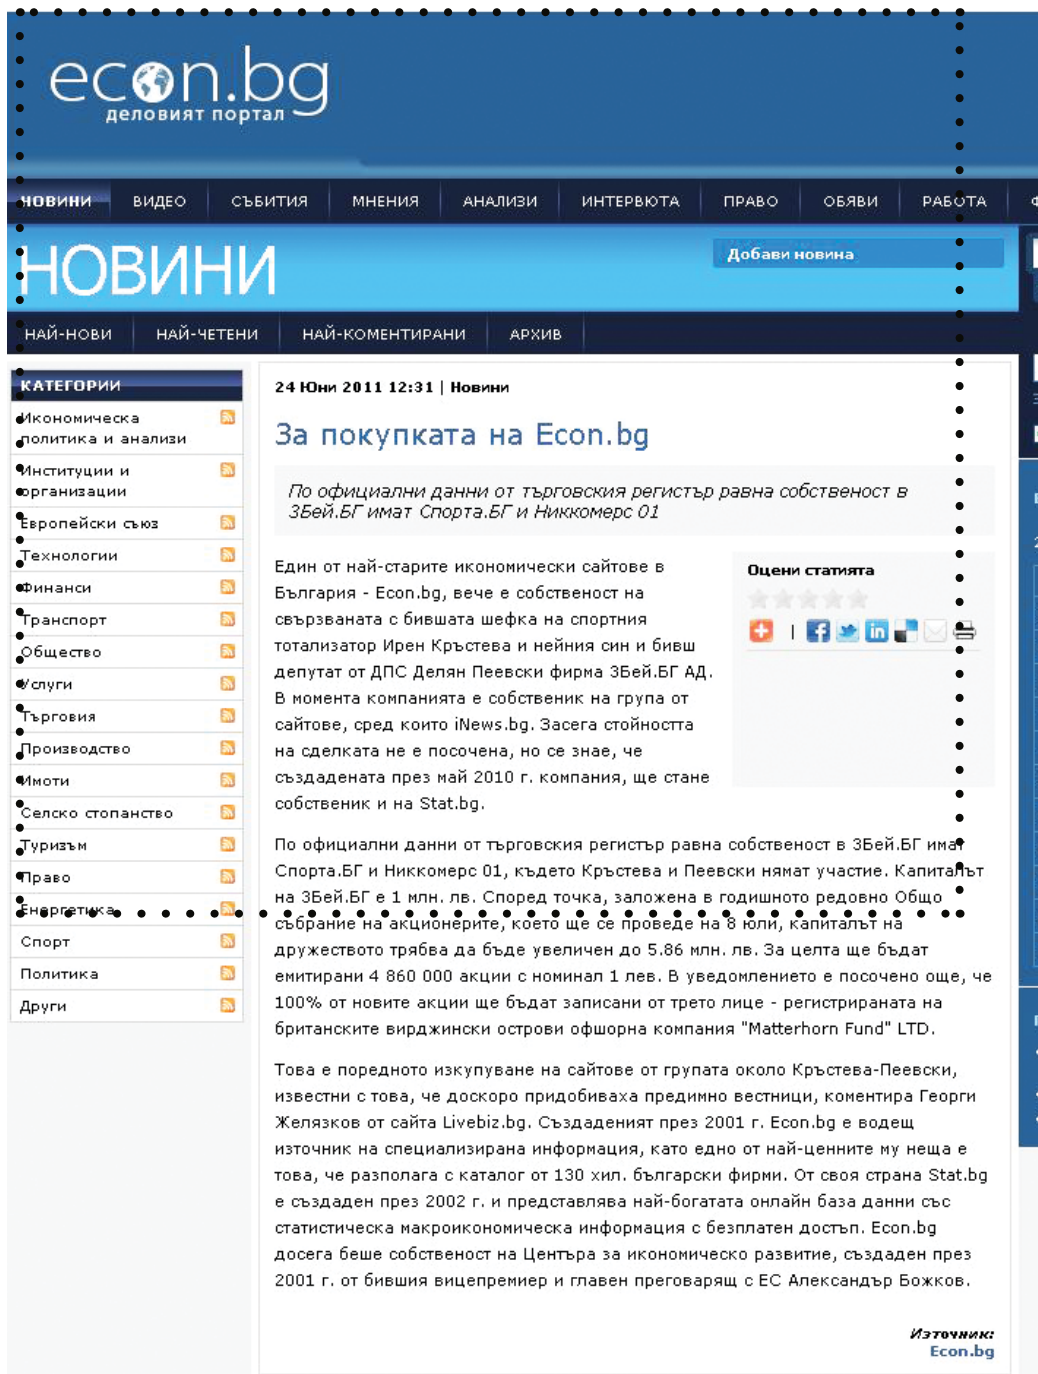 econ.bg
деловият портал
НОВИНИ ВИДЕО СЪБИТИЯ МНЕНИЯ АНАЛИЗИ ИНТЕРВЮТА ПРАВО ОБЯВИ РАБОТА
НОВИНИ
Добави новина
НАЙ-НОВИ НАЙ-ЧЕТЕНИ НАЙ-КОМЕНТИРАНИ АРХИВ
КАТЕГОРИИ
Икономическа
политика и анализи
Институции и
организации
Европейски съюз
Технологии
Финанси
Транспорт
Общество
Услуги
Търговия
Производство
Имоти
Селско стопанство
Туризъм
Право
Енергетика
Спорт
Политика
Други
24 Юни 2011 12:31 | Новини
За покупката на Econ.bg
По официални данни от търговския регистър равна собственост в
3Бей.БГ имат Спорта.БГ и Никкомерс 01
Оцени статията
Един от най-старите икономически сайтове в
България - Econ.bg, вече е собственост на
свързваната с бившата шефка на спортния
тотализатор Ирен Кръстева и нейния син и бивш
депутат от ДПС Делян Пеевски фирма 3Бей.БГ АД.
В момента компанията е собственик на група от
сайтове, сред които iNews.bg. Засега стойността
на сделката не е посочена, но се знае, че
създадената през май 2010 г. компания, ще стане
собственик и на Stat.bg.
По официални данни от търговския регистър равна собственост в 3Бей.БГ имат
Спорта.БГ и Никкомерс 01, където Кръстева и Пеевски нямат участие. Капиталът
на 3Бей.БГ е 1 млн. лв. Според точка, заложена в годишното редовно Общо
събрание на акционерите, което ще се проведе на 8 юли, капиталът на
дружеството трябва да бъде увеличен до 5.86 млн. лв. За целта ще бъдат
емитирани 4 860 000 акции с номинал 1 лев. В уведомлението е посочено още, че
100% от новите акции ще бъдат записани от трето лице - регистрираната на
британските вирджински острови офшорна компания "Matterhorn Fund" LTD.
Това е поредното изкупуване на сайтове от групата около Кръстева-Пеевски,
известни с това, че доскоро придобиваха предимно вестници, коментира Георги
Желязков от сайта Livebiz.bg. Създаденият през 2001 г. Econ.bg е водещ
източник на специализирана информация, като едно от най-ценните му неща е
това, че разполага с каталог от 130 хил. български фирми. От своя страна Stat.bg
е създаден през 2002 г. и представлява най-богатата онлайн база данни със
статистическа макроикономическа информация с безплатен достъп. Econ.bg
досега беше собственост на Центъра за икономическо развитие, създаден през
2001 г. от бившия вицепремиер и главен преговарящ с ЕС Александър Божков.
Източник:
Econ.bg